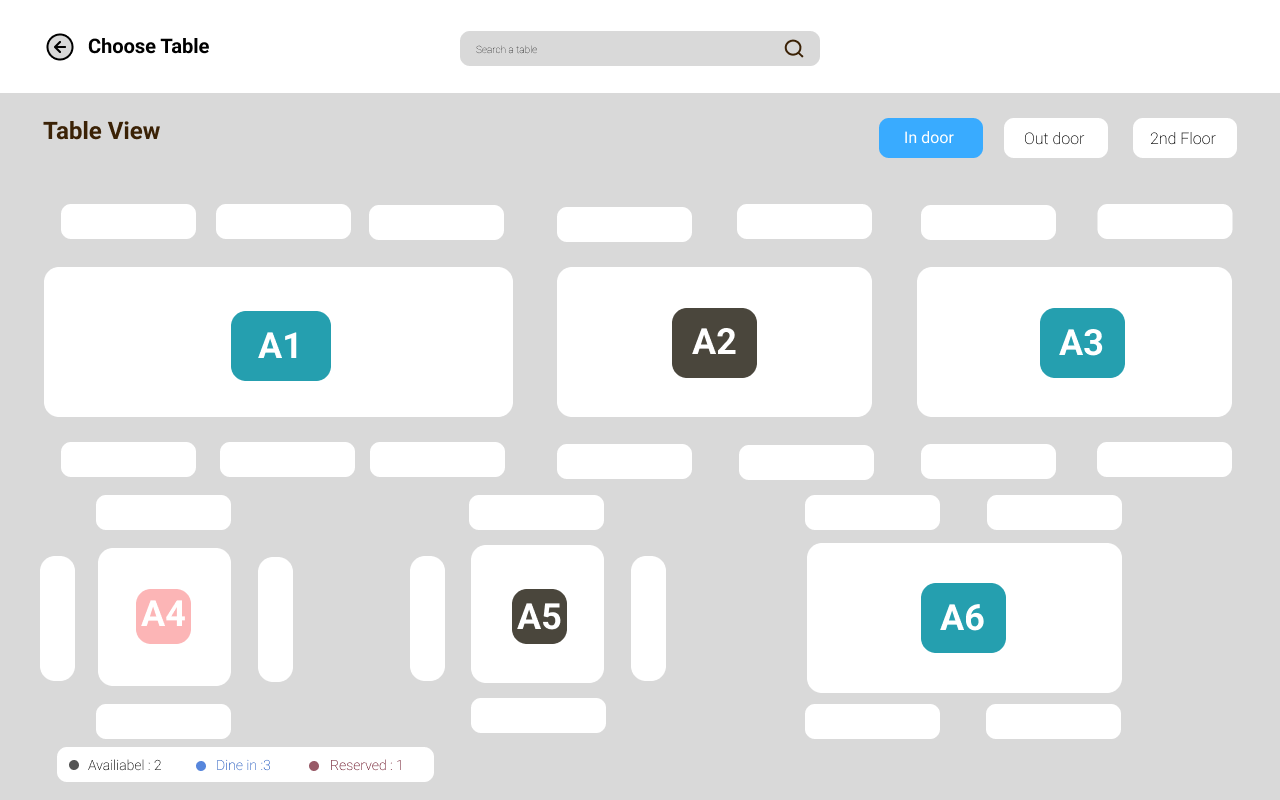 Choose Table
Search a table
Table View
In door
Out door
2nd Floor
A1
A2
A3
A4
A5
A6
Availiabel : 2
Dine in :3
Reserved : 1